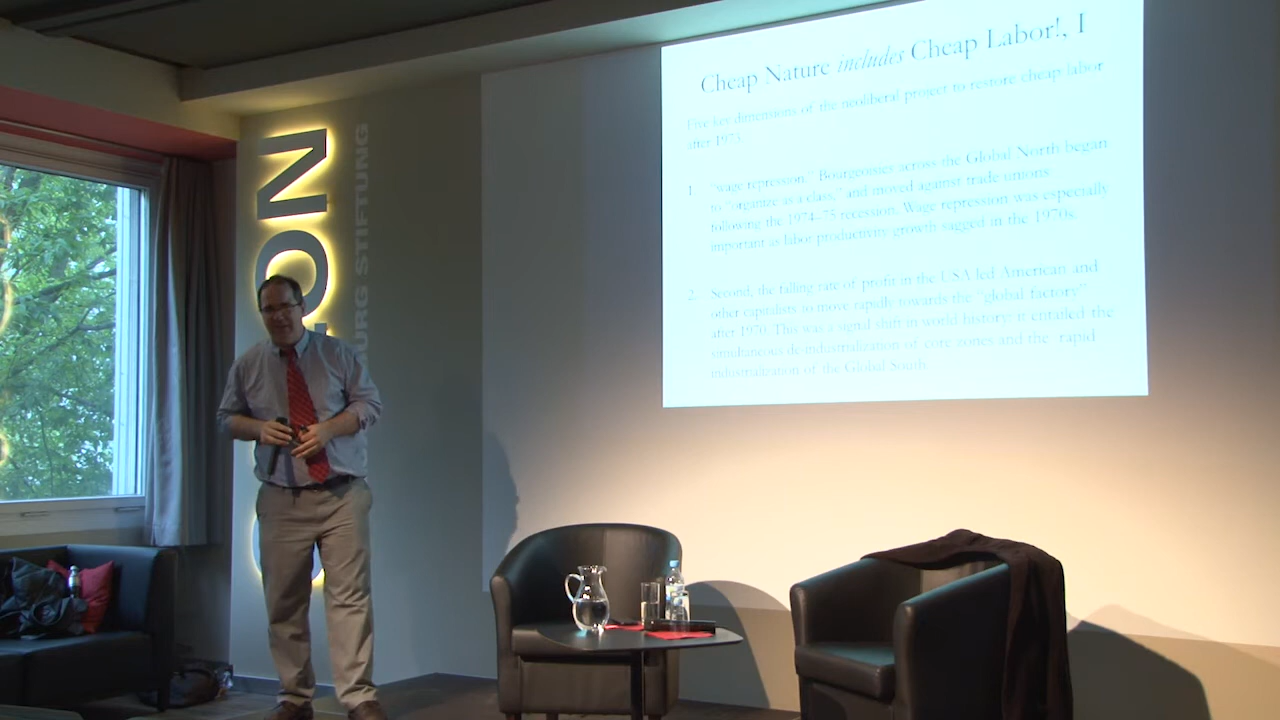 ON
BURG STIFTUNG
Cheap Nature includes Cheap Labor!, I
Five key dimensions of the neoliberal project to restore cheap labor
after 1973
1. "wage repression." Bourgeoisies across the Global North began
to "organize as a class," and moved against trade unions
following the 1974-75 recession. Wage repression was especially
important as labor productivity growth sagged in the 1970s
2. Second, the falling rate of profit in the USA led American and
other capitalists to move rapidly towards the "global factory"
after 1970. This was a signal shift in world history: it entailed the
simultaneous de-industrialization of core zones and the rapid
industrialization of the Global South